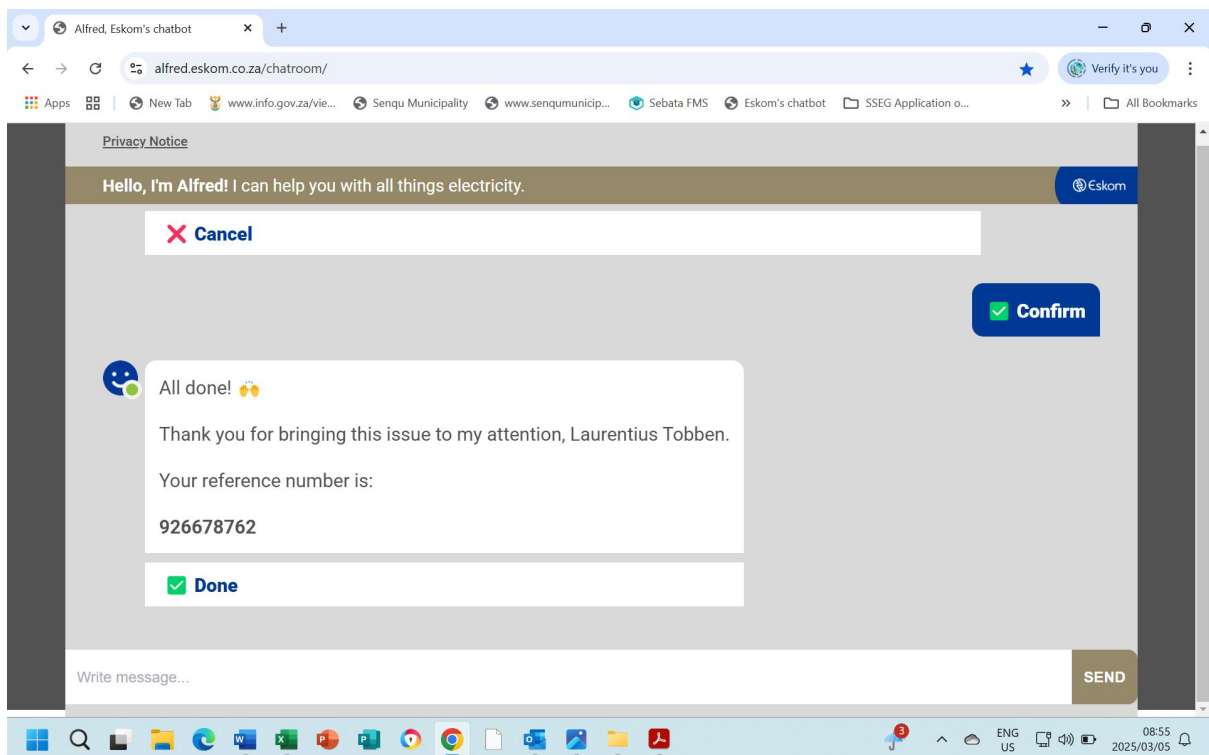 Alfred, Eskom's chatbot
alfred.eskom.co.za/chatroom/
Verify it's you
Apps New Tab www.info.gov.za/vie... Senqu Municipality www.senqumunicip... Sebata FMS Eskom's chatbot SSEG Application o... » All Bookmarks
Privacy Notice
Hello, I'm Alfred! I can help you with all things electricity.
Eskom
Cancel
Confirm
All done!
Thank you for bringing this issue to my attention, Laurentius Tobben.
Your reference number is:
926678762
Done
Write message...
SEND
3
ENG
US
08:55
2025/03/05